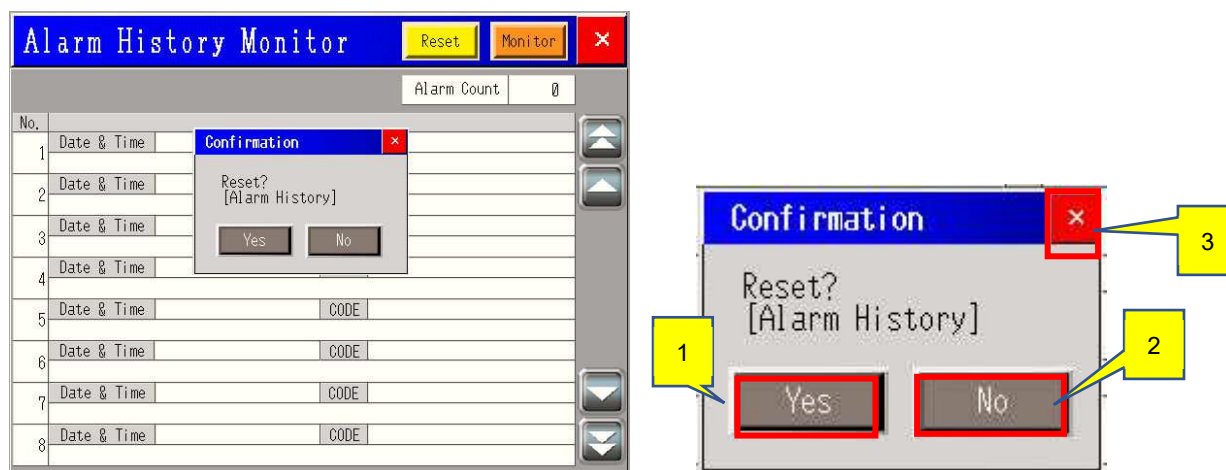 Alarm History Monitor Reset Monitor ×
Alarm Count 0
No.
1 Date & Time
2 Date & Time
3 Date & Time
4 Date & Time
5 Date & Time CODE
6 Date & Time CODE
7 Date & Time CODE
8 Date & Time CODE
Confirmation ×
Reset?
[Alarm History]
Yes No
Confirmation ×
Reset?
[Alarm History]
Yes No
1
2
3